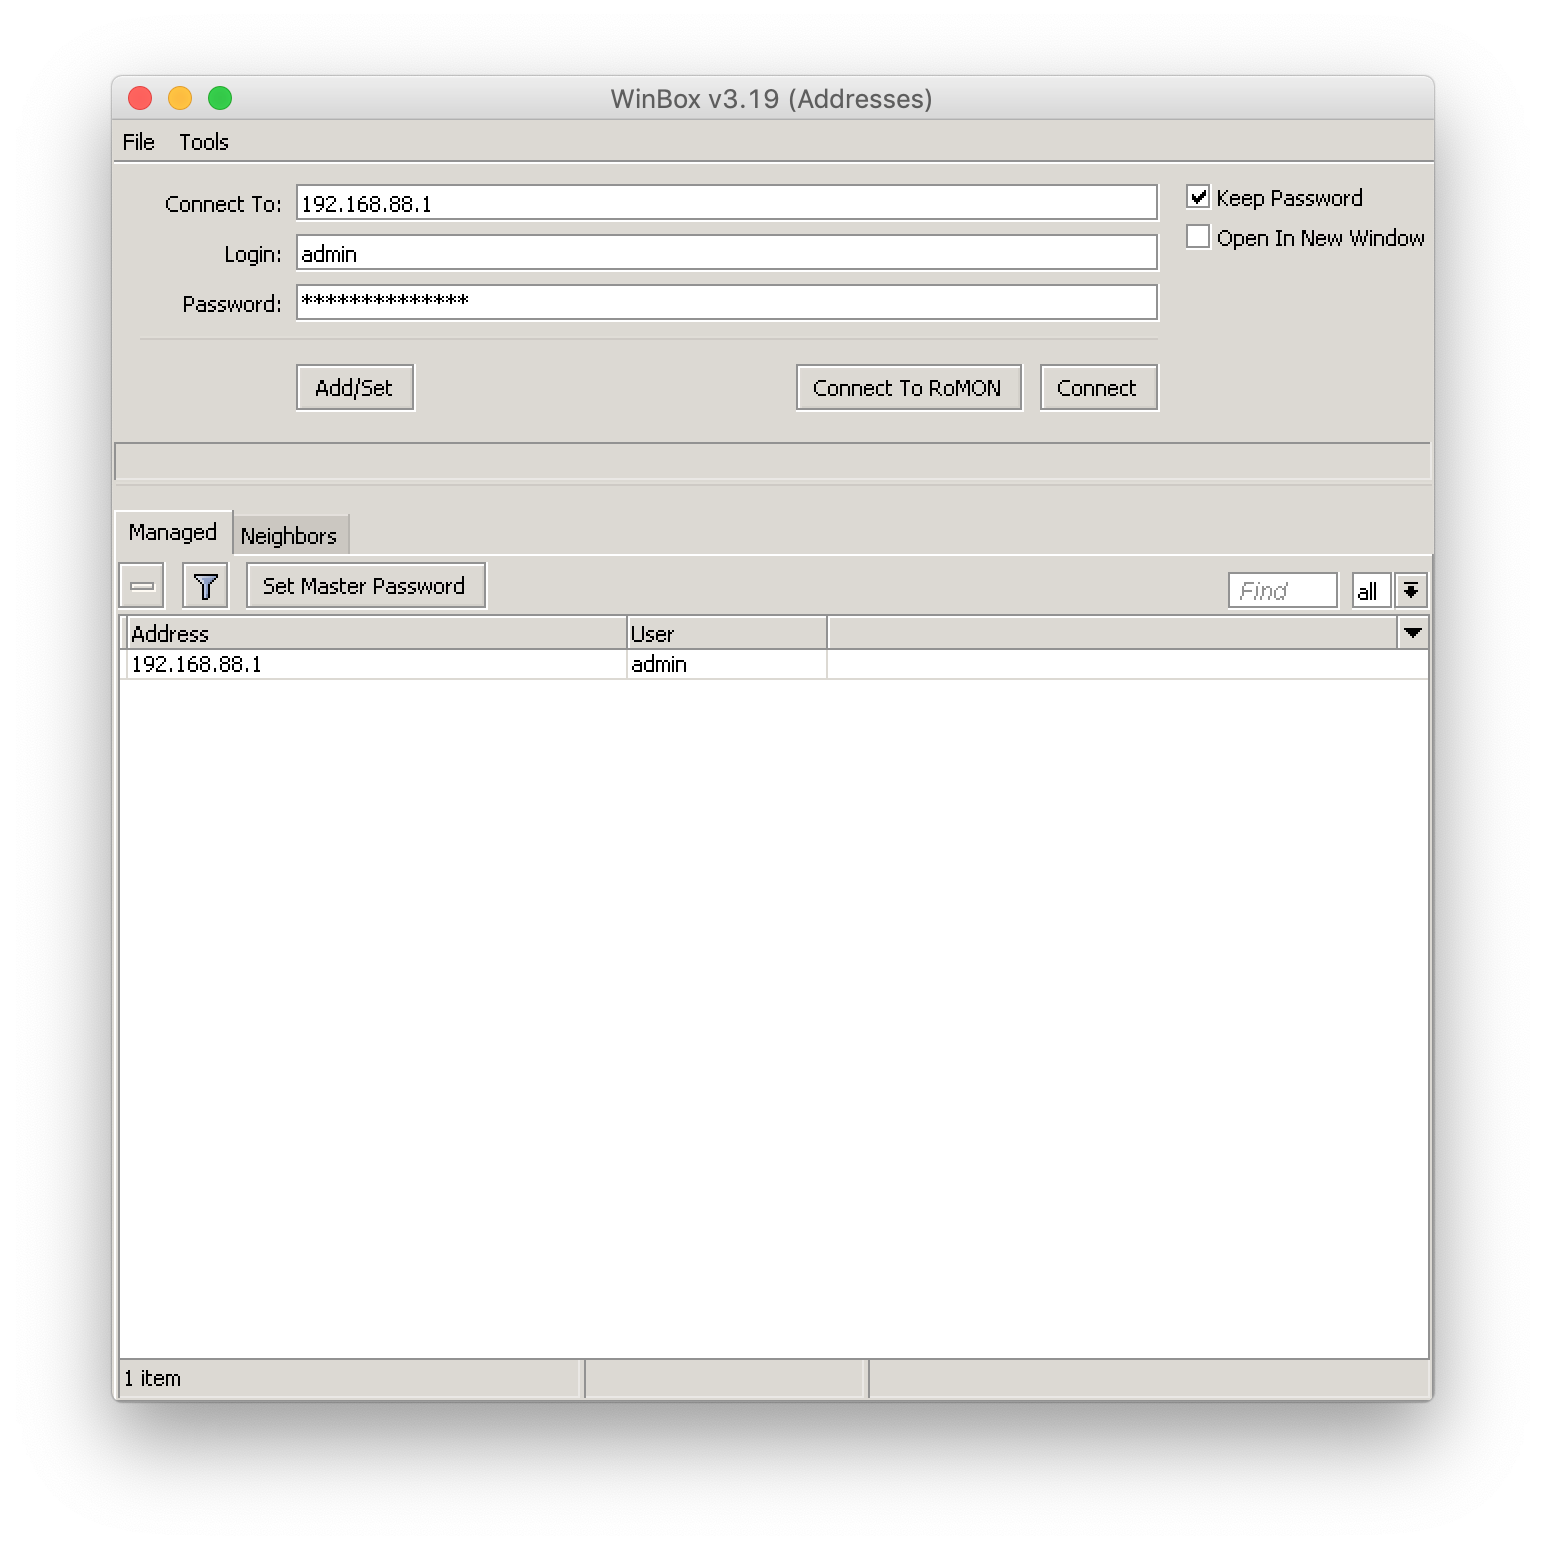 WinBox v3.19 (Addresses)
File Tools
Connect To: 192.168.88.1
Keep Password
Open In New Window
Login: admin
Password: **************
Add/Set Connect To RoMON Connect
Managed Neighbors
Set Master Password Find all
Address User
192.168.88.1 admin
1 item